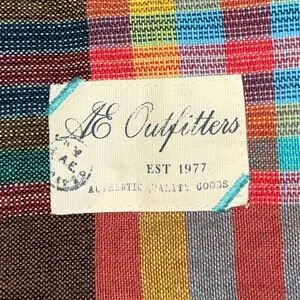 AE Outfitters
EST 1977
AUTHENTIC QUALITY GOODS
A.E.